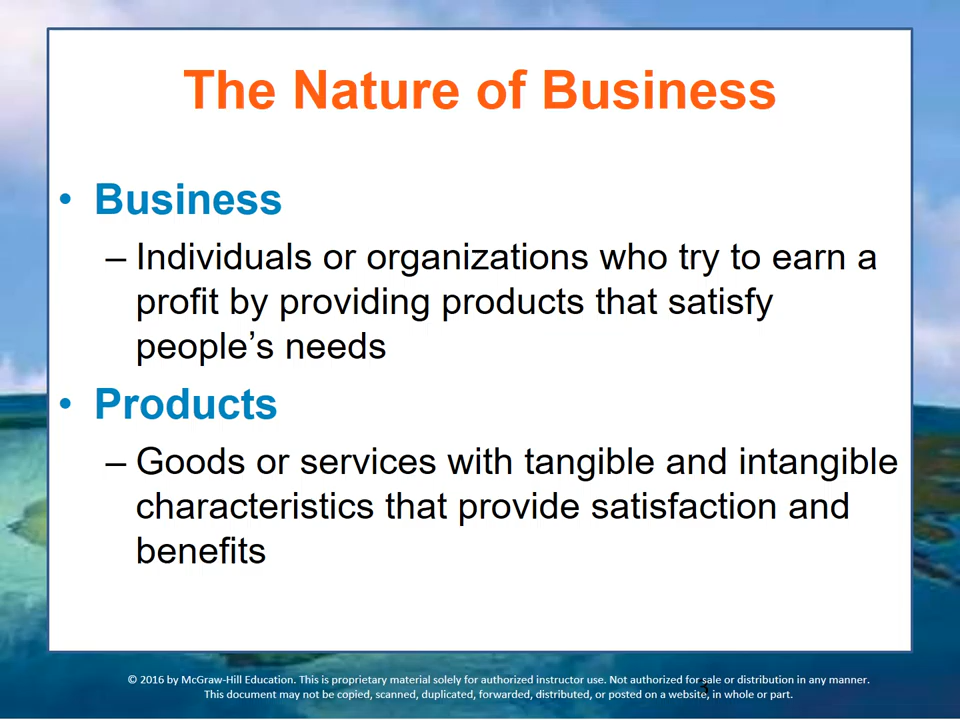 The Nature of Business
• Business
– Individuals or organizations who try to earn a
profit by providing products that satisfy
people’s needs
• Products
– Goods or services with tangible and intangible
characteristics that provide satisfaction and
benefits
© 2016 by McGraw-Hill Education. This is proprietary material solely for authorized instructor use. Not authorized for sale or distribution in any manner.
This document may not be copied, scanned, duplicated, forwarded, distributed, or posted on a website, in whole or part.